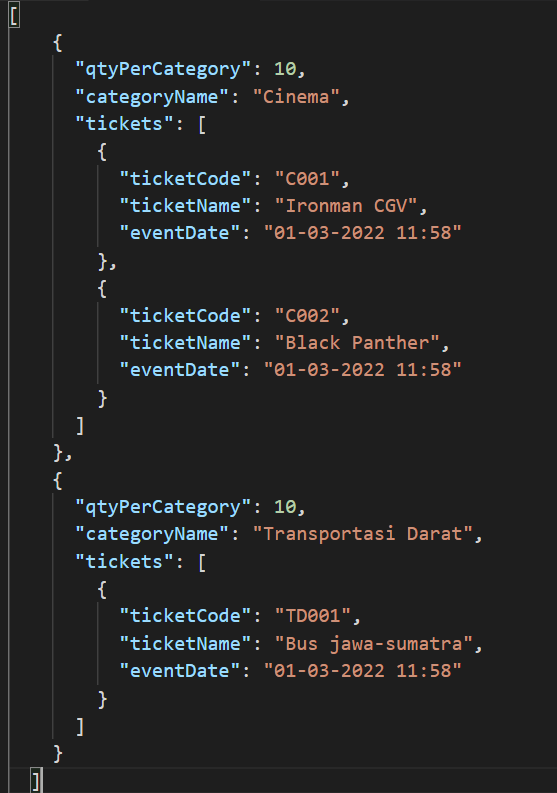 [
    {
      "qtyPerCategory": 10,
      "categoryName": "Cinema",
      "tickets": [
        {
          "ticketCode": "C001",
          "ticketName": "Ironman CGV",
          "eventDate": "01-03-2022 11:58"
        },
        {
          "ticketCode": "C002",
          "ticketName": "Black Panther",
          "eventDate": "01-03-2022 11:58"
        }
      ]
    },
    {
      "qtyPerCategory": 10,
      "categoryName": "Transportasi Darat",
      "tickets": [
        {
          "ticketCode": "TD001",
          "ticketName": "Bus jawa-sumatra",
          "eventDate": "01-03-2022 11:58"
        }
      ]
    }
  ]